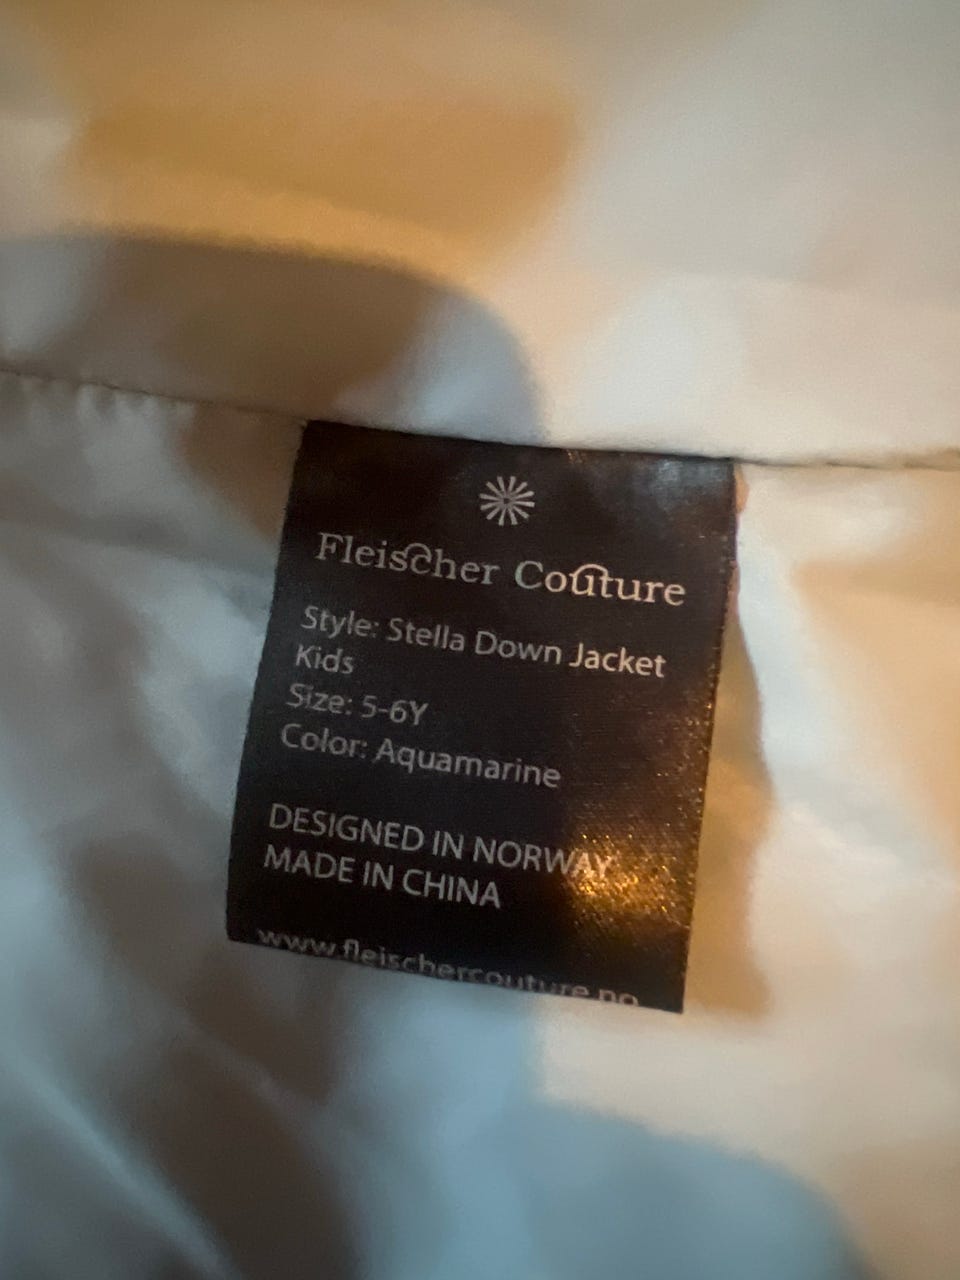 Fleischer Couture
Style: Stella Down Jacket
Kids
Size: 5-6Y
Color: Aquamarine
DESIGNED IN NORWAY
MADE IN CHINA
www.fleischercouture.no